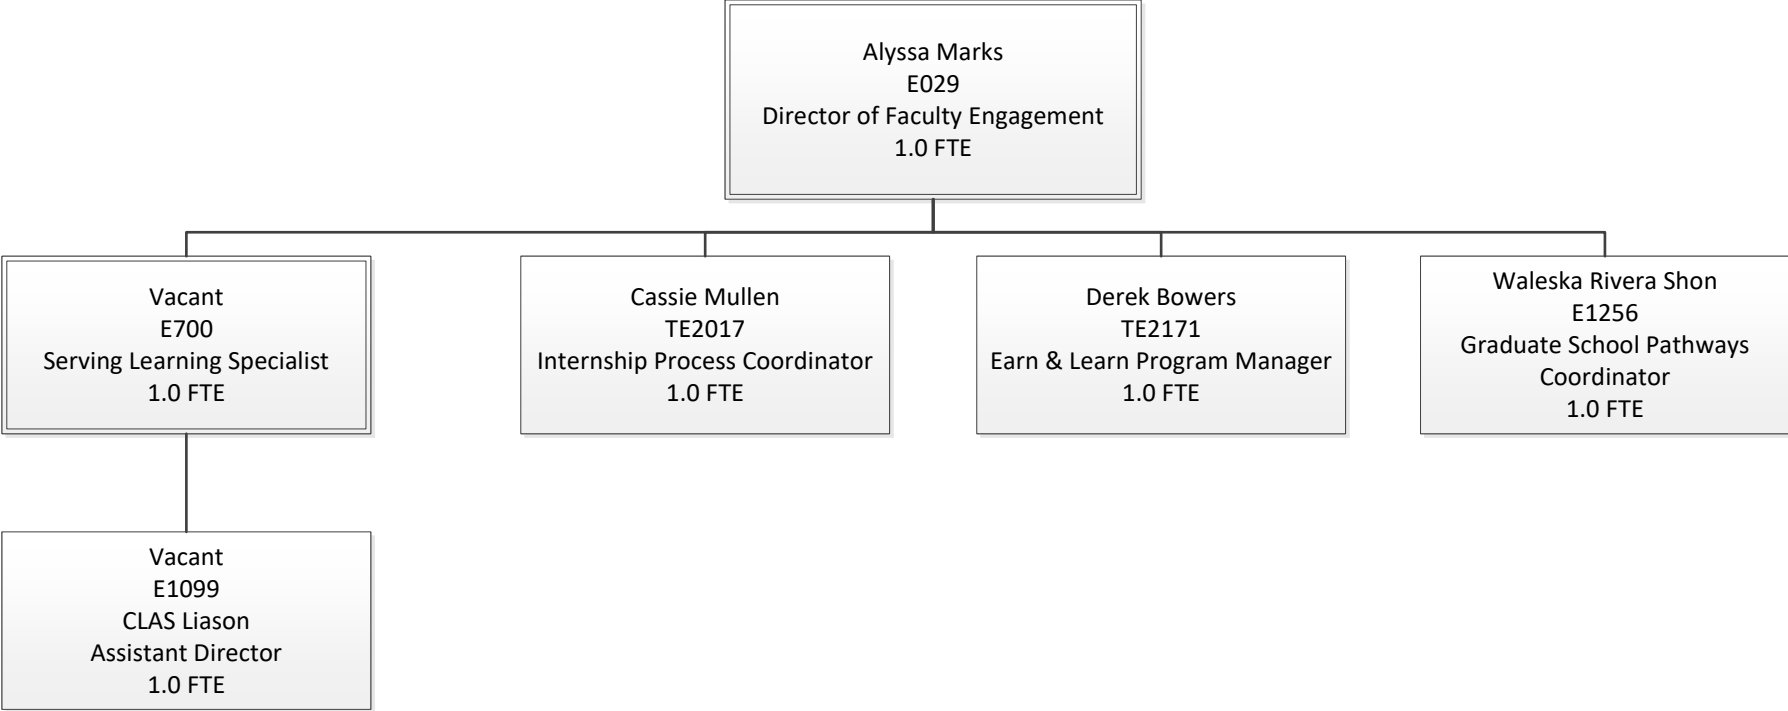 Alyssa Marks
E029
Director of Faculty Engagement
1.0 FTE
Vacant
E700
Serving Learning Specialist
1.0 FTE
Cassie Mullen
TE2017
Internship Process Coordinator
1.0 FTE
Derek Bowers
TE2171
Earn & Learn Program Manager
1.0 FTE
Waleska Rivera Shon
E1256
Graduate School Pathways
Coordinator
1.0 FTE
Vacant
E1099
CLAS Liason
Assistant Director
1.0 FTE